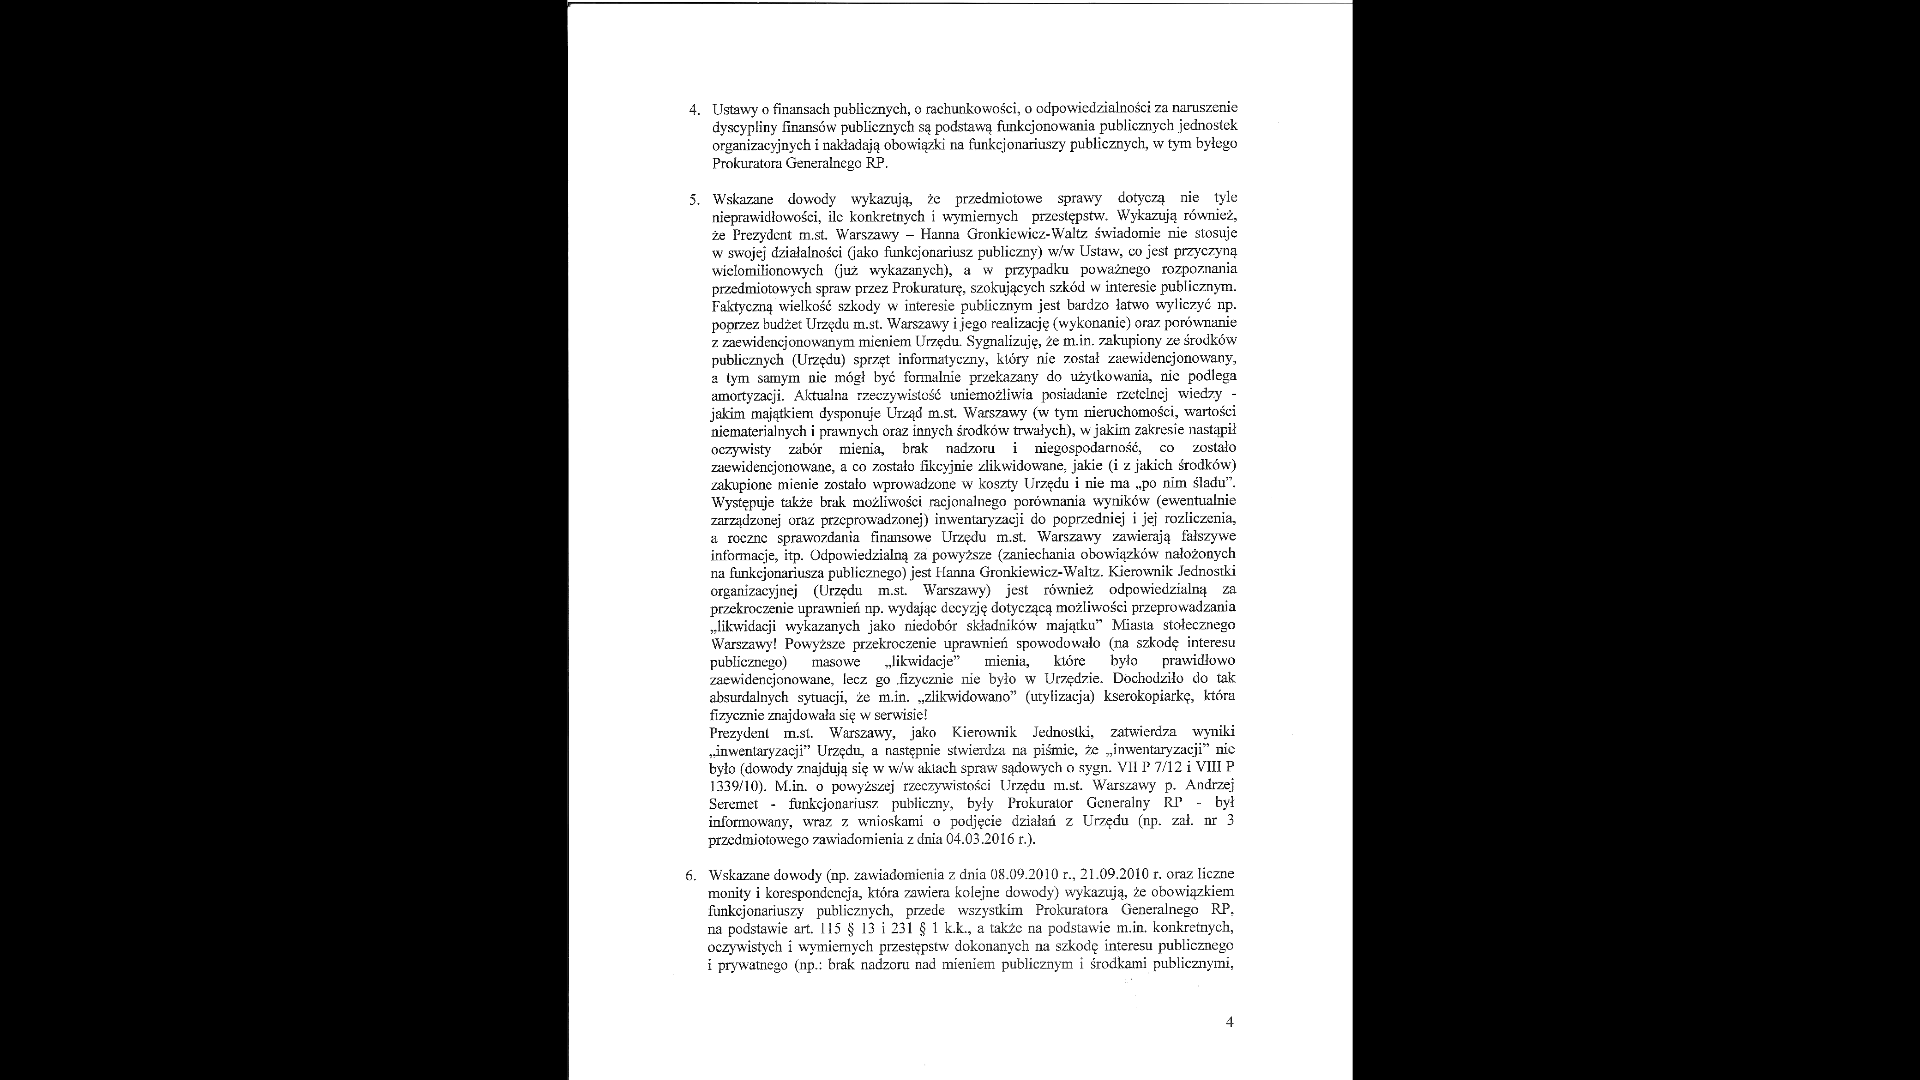 4. Ustawy o finansach publicznych, o rachunkowości, o odpowiedzialności za naruszenie
dyscypliny finansów publicznych są podstawą funkcjonowania publicznych jednostek
organizacyjnych i nakładają obowiązki na funkcjonariuszy publicznych, w tym byłego
Prokuratora Generalnego RP.
5. Wskazane dowody wykazują, że przedmiotowe sprawy dotyczą nie tyle
nieprawidłowości, ile konkretnych i wymiernych przestępstw. Wykazują również,
że Prezydent m.st. Warszawy – Hanna Gronkiewicz-Waltz świadomie nie stosuje
w swojej działalności (jako funkcjonariusz publiczny) w/w Ustaw, co jest przyczyną
wielomilionowych (już wykazanych), a w przypadku poważnego rozpoznania
przedmiotowych spraw przez Prokuraturę, szokujących szkód w interesie publicznym.
Faktyczną wielkość szkody w interesie publicznym jest bardzo łatwo wyliczyć np.
poprzez budżet Urzędu m.st. Warszawy i jego realizację (wykonanie) oraz porównanie
z zaewidencjonowanym mieniem Urzędu. Sygnalizuję, że m.in. zakupiony ze środków
publicznych (Urzędu) sprzęt informatyczny, który nie został zaewidencjonowany,
a tym samym nie mógł być formalnie przekazany do użytkowania, nie podlega
amortyzacji. Aktualna rzeczywistość uniemożliwia posiadanie rzetelnej wiedzy -
jakim majątkiem dysponuje Urząd m.st. Warszawy (w tym nieruchomości, wartości
niematerialnych i prawnych oraz innych środków trwałych), w jakim zakresie nastąpił
oczywisty zabór mienia, brak nadzoru i niegospodarność, co zostało
zaewidencjonowane, a co zostało fikcyjnie zlikwidowane, jakie (i z jakich środków)
zakupione mienie zostało wprowadzone w koszty Urzędu i nie ma „po nim śladu”.
Występuje także brak możliwości racjonalnego porównania wyników (ewentualnie
zarządzonej oraz przeprowadzonej) inwentaryzacji do poprzedniej i jej rozliczenia,
a roczne sprawozdania finansowe Urzędu m.st. Warszawy zawierają fałszywe
informacje, itp. Odpowiedzialną za powyższe (zaniechania obowiązków nałożonych
na funkcjonariusza publicznego) jest Hanna Gronkiewicz-Waltz. Kierownik Jednostki
organizacyjnej (Urzędu m.st. Warszawy) jest również odpowiedzialną za
przekroczenie uprawnień np. wydając decyzję dotyczącą możliwości przeprowadzania
„likwidacji wykazanych jako niedobór składników majątku” Miasta stołecznego
Warszawy! Powyższe przekroczenie uprawnień spowodowało (na szkodę interesu
publicznego) masowe „likwidacje” mienia, które było prawidłowo
zaewidencjonowane, lecz go fizycznie nie było w Urzędzie. Dochodziło do tak
absurdalnych sytuacji, że m.in. „zlikwidowano” (utylizacja) kserokopiarkę, która
fizycznie znajdowała się w serwisie!
Prezydent m.st. Warszawy, jako Kierownik Jednostki, zatwierdza wyniki
„inwentaryzacji” Urzędu, a następnie stwierdza na piśmie, że „inwentaryzacji” nie
było (dowody znajdują się w w/w aktach spraw sądowych o sygn. VII P 7/12 i VIII P
1339/10). M.in. o powyższej rzeczywistości Urzędu m.st. Warszawy p. Andrzej
Seremet - funkcjonariusz publiczny, były Prokurator Generalny RP - był
informowany, wraz z wnioskami o podjęcie działań z Urzędu (np. zał. nr 3
przedmiotowego zawiadomienia z dnia 04.03.2016 r.).
6. Wskazane dowody (np. zawiadomienia z dnia 08.09.2010 r., 21.09.2010 r. oraz liczne
monity i korespondencja, która zawiera kolejne dowody) wykazują, że obowiązkiem
funkcjonariuszy publicznych, przede wszystkim Prokuratora Generalnego RP,
na podstawie art. 115 § 13 i 231 § 1 k.k., a także na podstawie m.in. konkretnych,
oczywistych i wymiernych przestępstw dokonanych na szkodę interesu publicznego
i prywatnego (np.: brak nadzoru nad mieniem publicznym i środkami publicznymi,
4